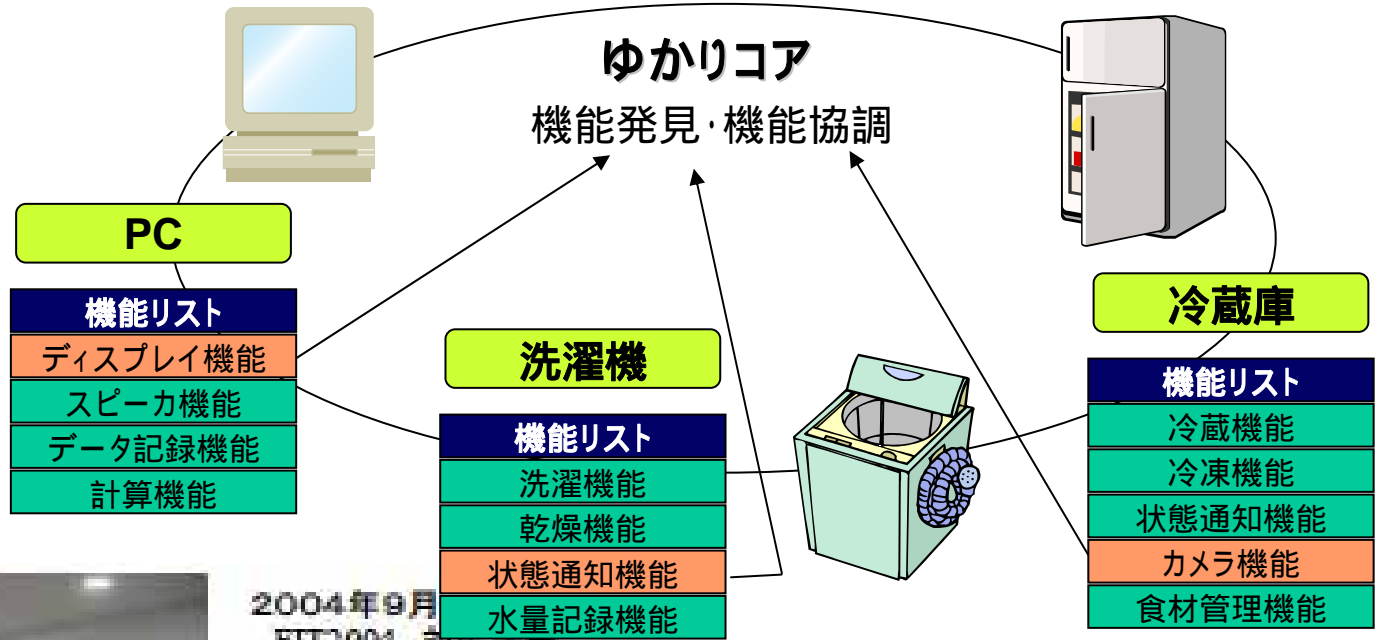 ゆかりコア
機能発見・機能協調
PC
機能リスト
ディスプレイ機能
スピーカ機能
データ記録機能
計算機能
洗濯機
機能リスト
洗濯機能
乾燥機能
状態通知機能
水量記録機能
冷蔵庫
機能リスト
冷蔵機能
冷凍機能
状態通知機能
カメラ機能
食材管理機能
2004年9月